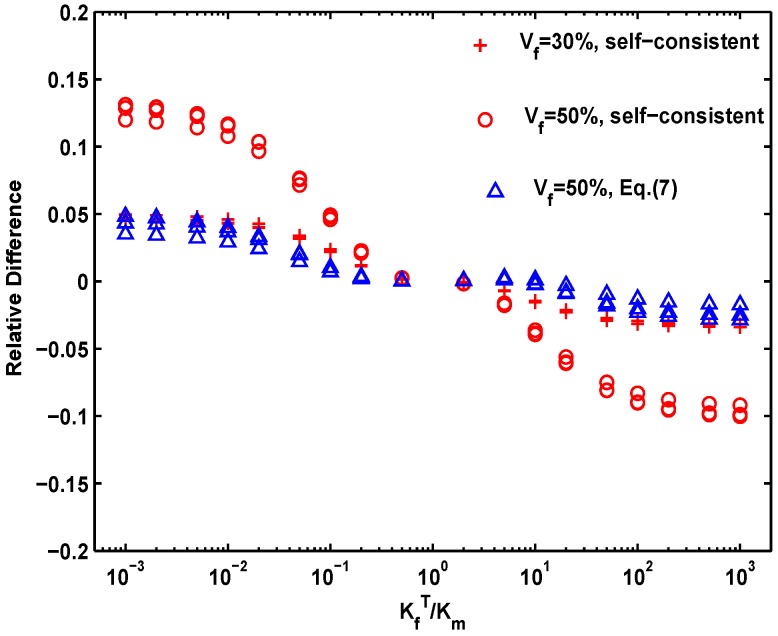 0.2
0.15
0.1
0.05
0
−0.05
−0.1
−0.15
−0.2
Relative Difference
V_f=30%, self−consistent
V_f=50%, self−consistent
V_f=50%, Eq.(7)
10^−3 10^−2 10^−1 10^0 10^1 10^2 10^3
K_f^T/K_m